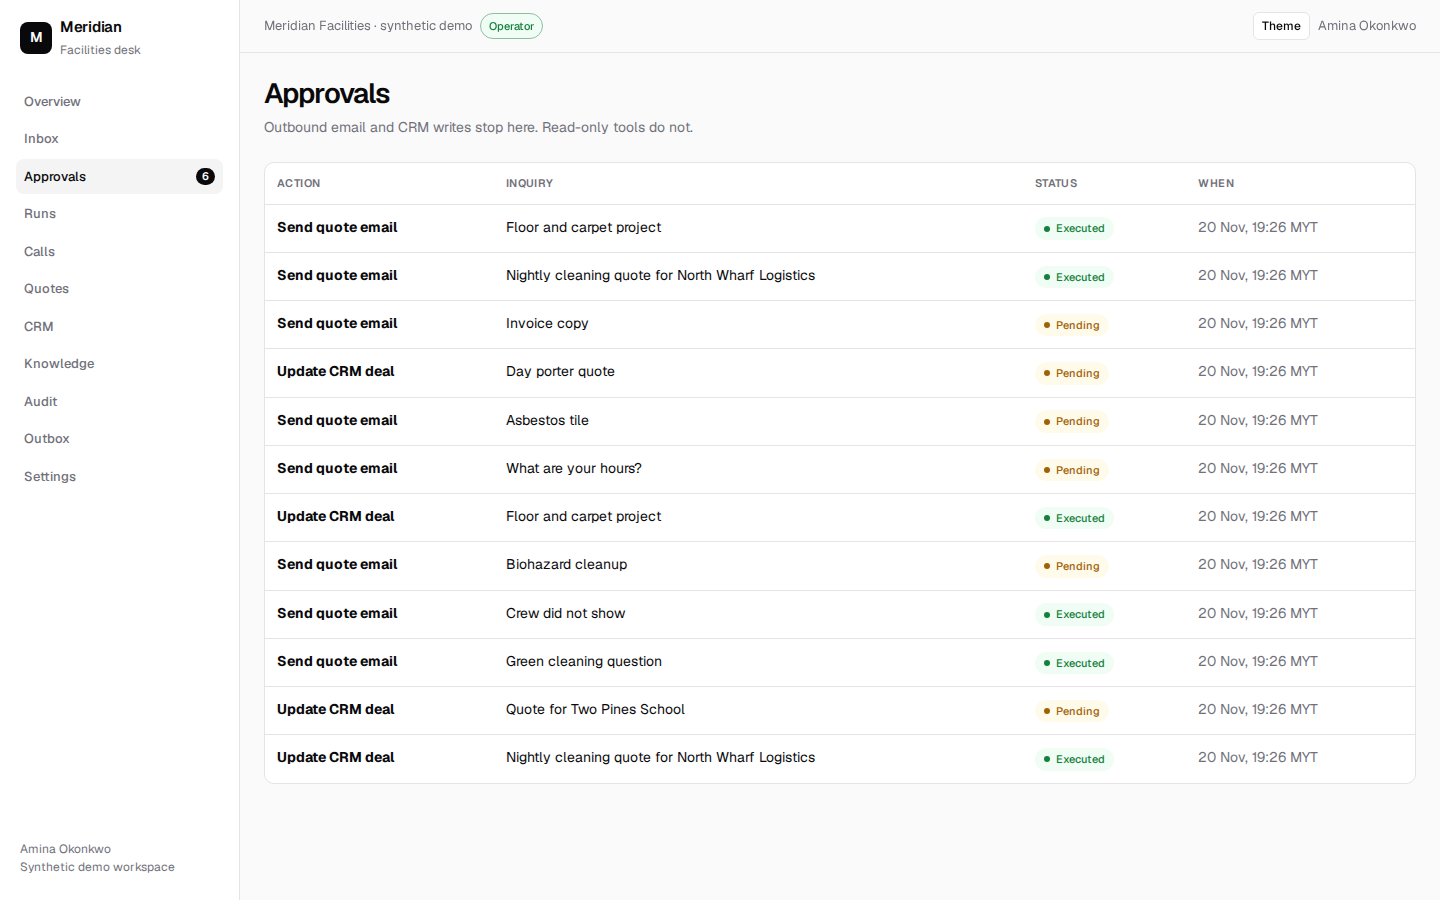 M
Meridian
Facilities desk
Overview
Inbox
Approvals 6
Runs
Calls
Quotes
CRM
Knowledge
Audit
Outbox
Settings
Amina Okonkwo
Synthetic demo workspace
Meridian Facilities · synthetic demo Operator Theme Amina Okonkwo
Approvals
Outbound email and CRM writes stop here. Read-only tools do not.
ACTION INQUIRY STATUS WHEN
Send quote email Floor and carpet project Executed 20 Nov, 19:26 MYT
Send quote email Nightly cleaning quote for North Wharf Logistics Executed 20 Nov, 19:26 MYT
Send quote email Invoice copy Pending 20 Nov, 19:26 MYT
Update CRM deal Day porter quote Pending 20 Nov, 19:26 MYT
Send quote email Asbestos tile Pending 20 Nov, 19:26 MYT
Send quote email What are your hours? Pending 20 Nov, 19:26 MYT
Update CRM deal Floor and carpet project Executed 20 Nov, 19:26 MYT
Send quote email Biohazard cleanup Pending 20 Nov, 19:26 MYT
Send quote email Crew did not show Executed 20 Nov, 19:26 MYT
Send quote email Green cleaning question Executed 20 Nov, 19:26 MYT
Update CRM deal Quote for Two Pines School Pending 20 Nov, 19:26 MYT
Update CRM deal Nightly cleaning quote for North Wharf Logistics Executed 20 Nov, 19:26 MYT